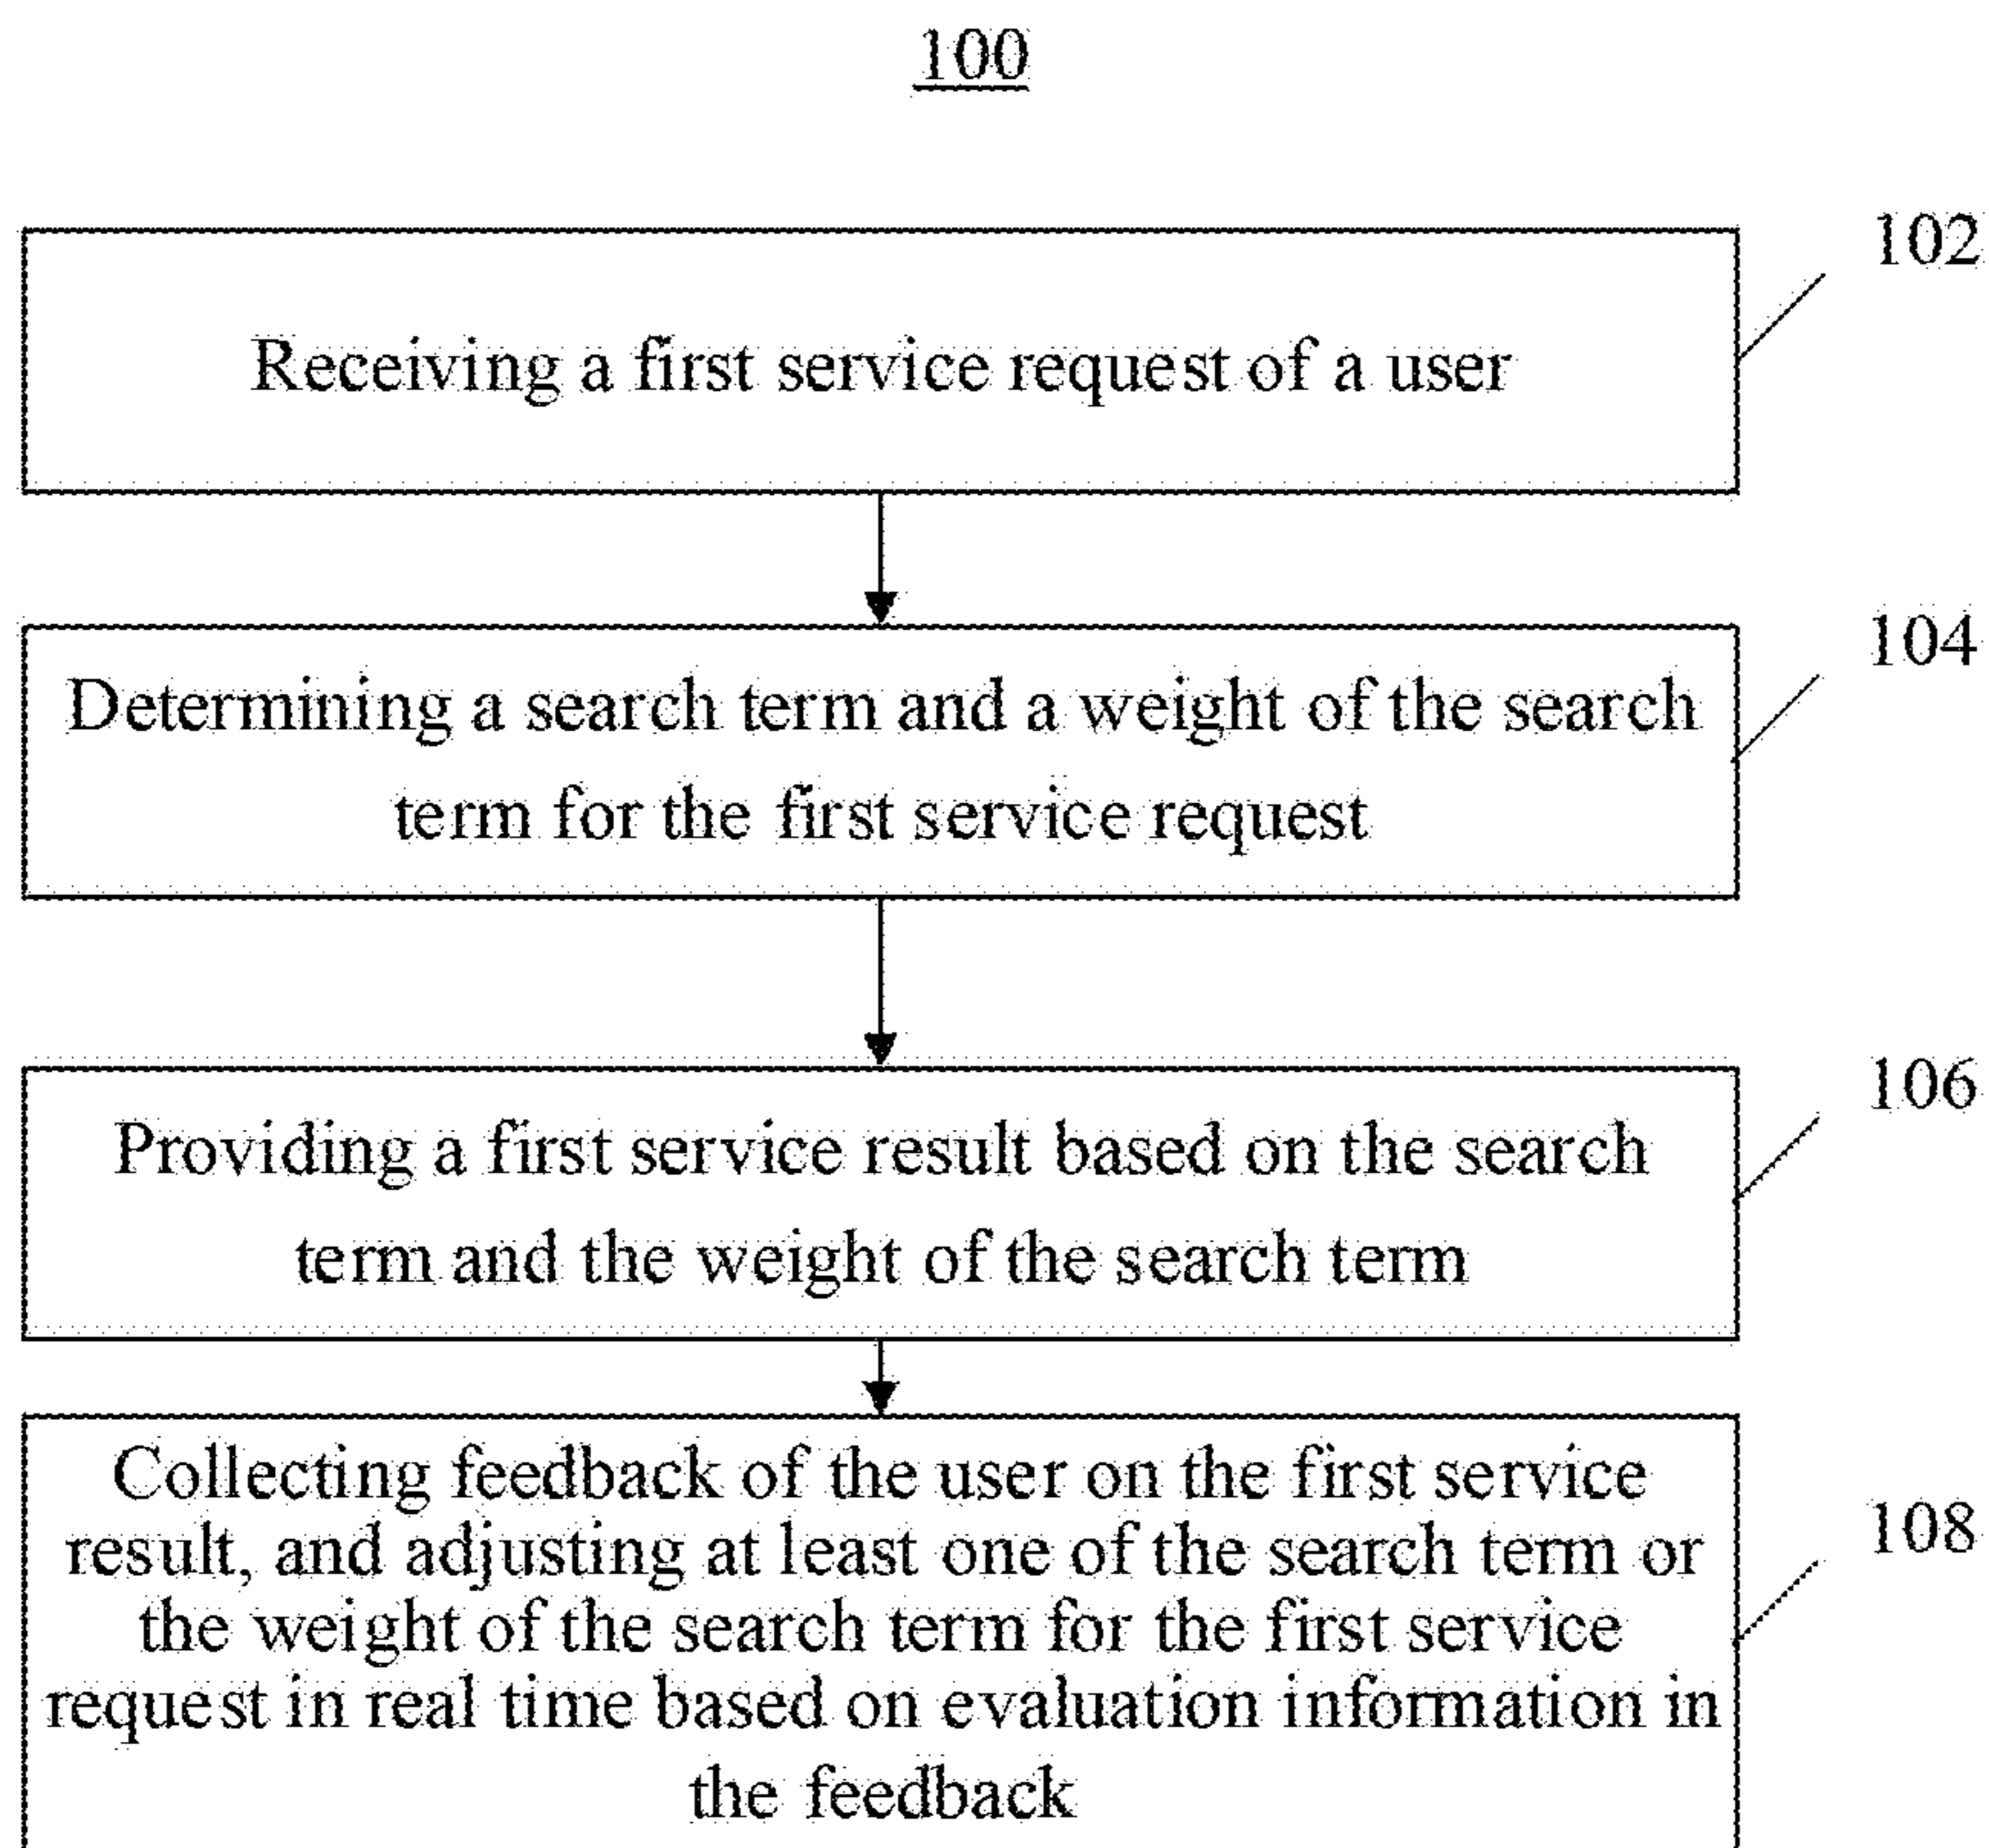 100
102
Receiving a first service request of a user
104
Determining a search term and a weight of the search
term for the first service request
106
Providing a first service result based on the search
term and the weight of the search term
108
Collecting feedback of the user on the first service
result, and adjusting at least one of the search term or
the weight of the search term for the first service
request in real time based on evaluation information in
the feedback